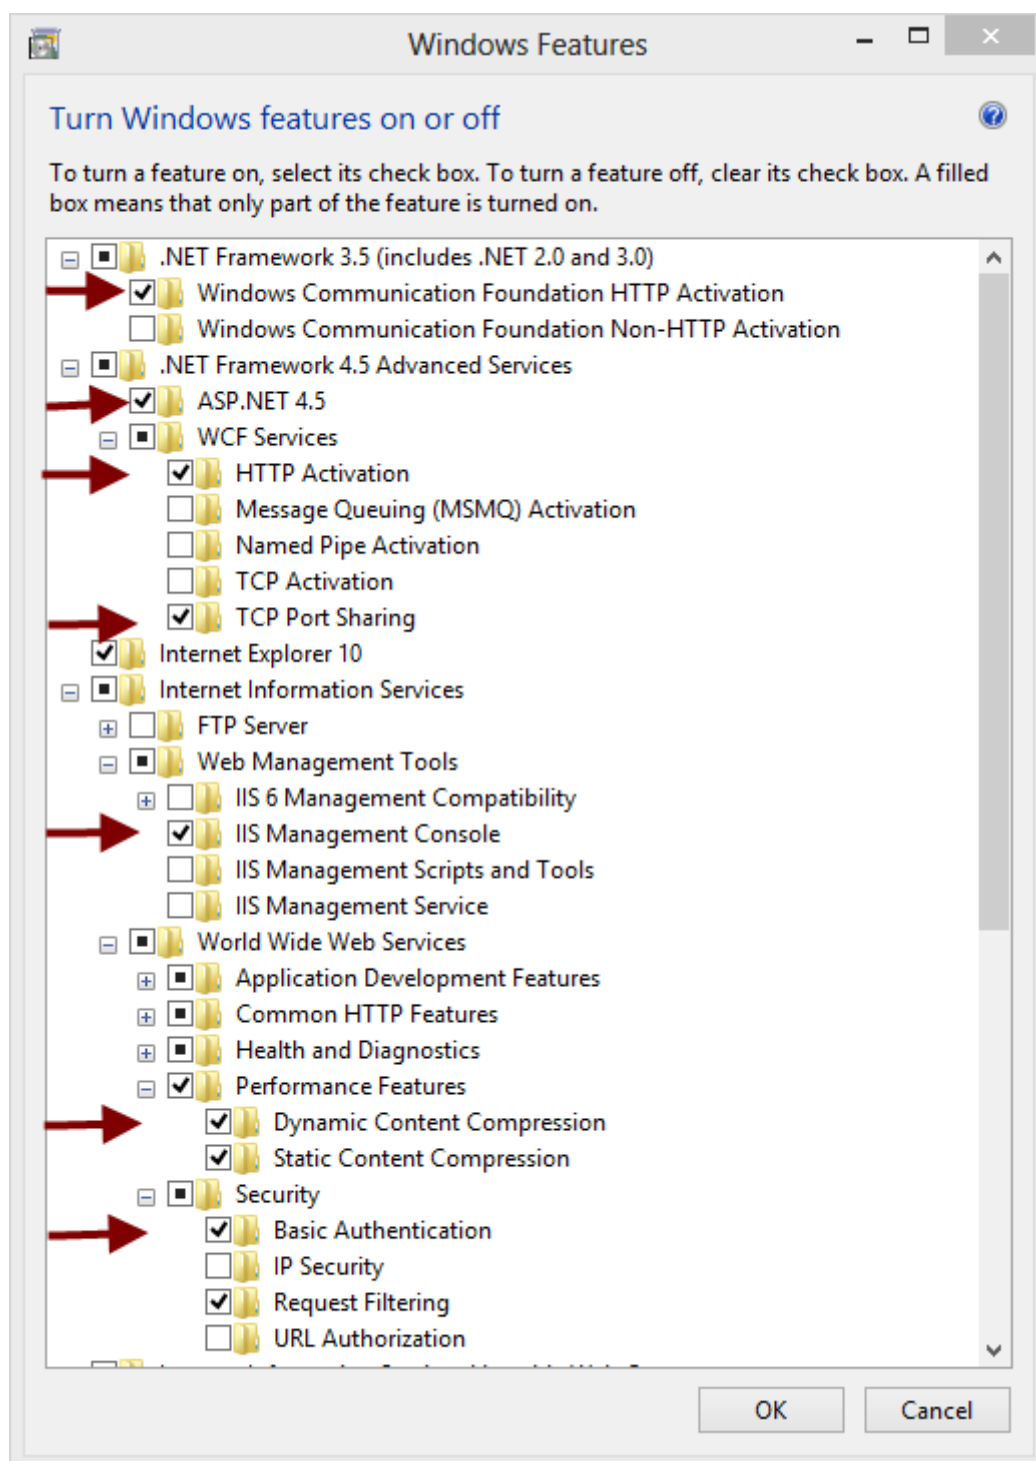 Windows Features
Turn Windows features on or off
To turn a feature on, select its check box. To turn a feature off, clear its check box. A filled
box means that only part of the feature is turned on.
.NET Framework 3.5 (includes .NET 2.0 and 3.0)
Windows Communication Foundation HTTP Activation
Windows Communication Foundation Non-HTTP Activation
.NET Framework 4.5 Advanced Services
ASP.NET 4.5
WCF Services
HTTP Activation
Message Queuing (MSMQ) Activation
Named Pipe Activation
TCP Activation
TCP Port Sharing
Internet Explorer 10
Internet Information Services
FTP Server
Web Management Tools
IIS 6 Management Compatibility
IIS Management Console
IIS Management Scripts and Tools
IIS Management Service
World Wide Web Services
Application Development Features
Common HTTP Features
Health and Diagnostics
Performance Features
Dynamic Content Compression
Static Content Compression
Security
Basic Authentication
IP Security
Request Filtering
URL Authorization
OK Cancel